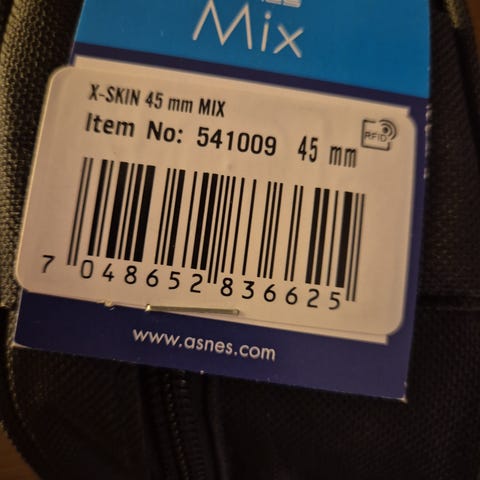 Mix
X-SKIN 45 mm MIX
Item No: 541009 45 mm
RFID
7 048652 836625
www.asnes.com